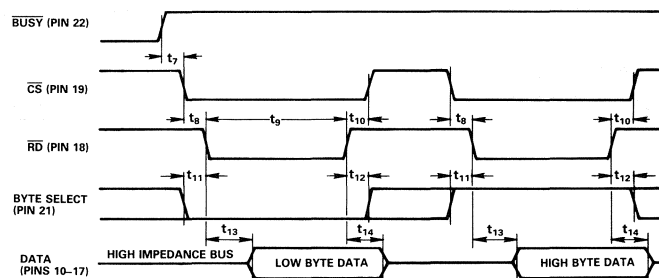 BUSY (PIN 22)
t7
CS (PIN 19)
t8 t9 t10 t8 t10
RD (PIN 18)
t11 t12 t11 t12
BYTE SELECT
(PIN 21)
t13 t14 t13 t14
DATA
(PINS 10–17)
HIGH IMPEDANCE BUS
LOW BYTE DATA
HIGH BYTE DATA